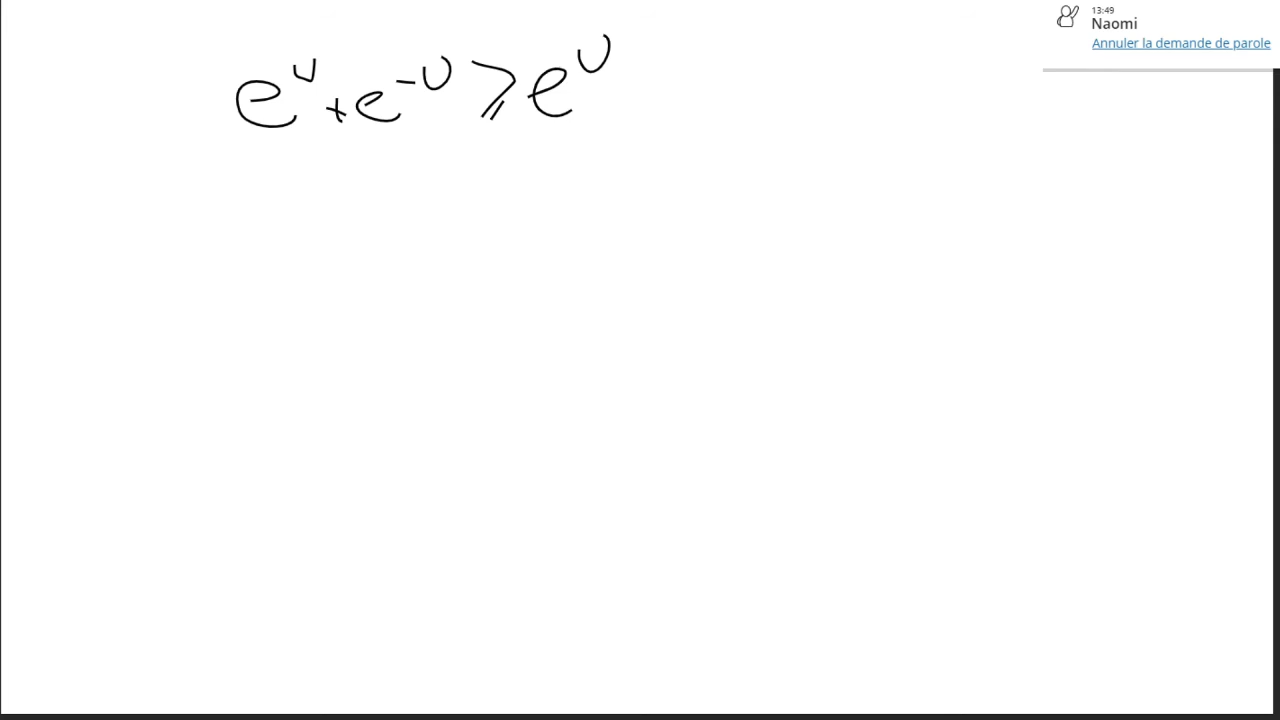 13:49
Naomi
Annuler la demande de parole
e^u + e^-u ⩾ e^u